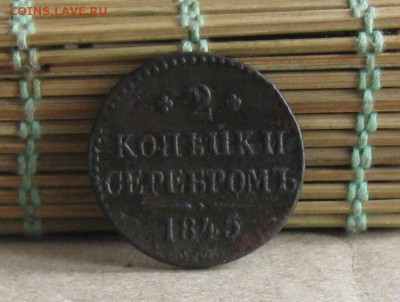 COINS.LAVE.RU
2
КОПѢЙКИ
СЕРЕБРОМЪ
1845